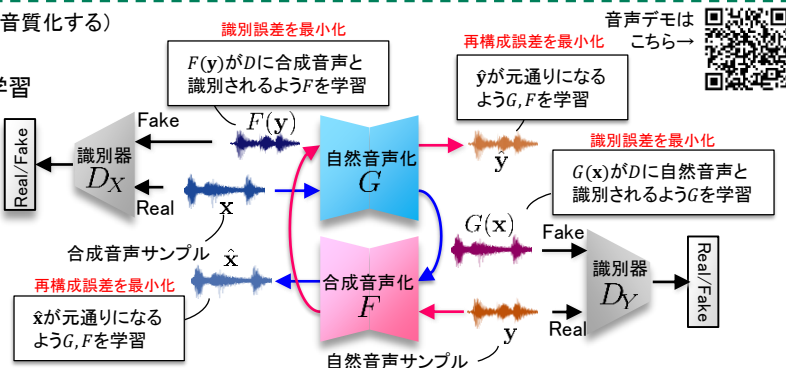 音質化する)
学習
識別誤差を最小化
F(y)がDに合成音声と
識別されるようFを学習
再構成誤差を最小化
ŷが元通りになる
ようG,Fを学習
音声デモは
こちら→
識別誤差を最小化
G(x)がDに自然音声と
識別されるようGを学習
Real/Fake
識別器
D_X
Fake
Real
F(y)
x
合成音声サンプル
自然音声化
G
ŷ
G(x)
x̂
再構成誤差を最小化
x̂が元通りになる
ようG,Fを学習
合成音声化
F
y
自然音声サンプル
Fake
Real
識別器
D_Y
Real/Fake